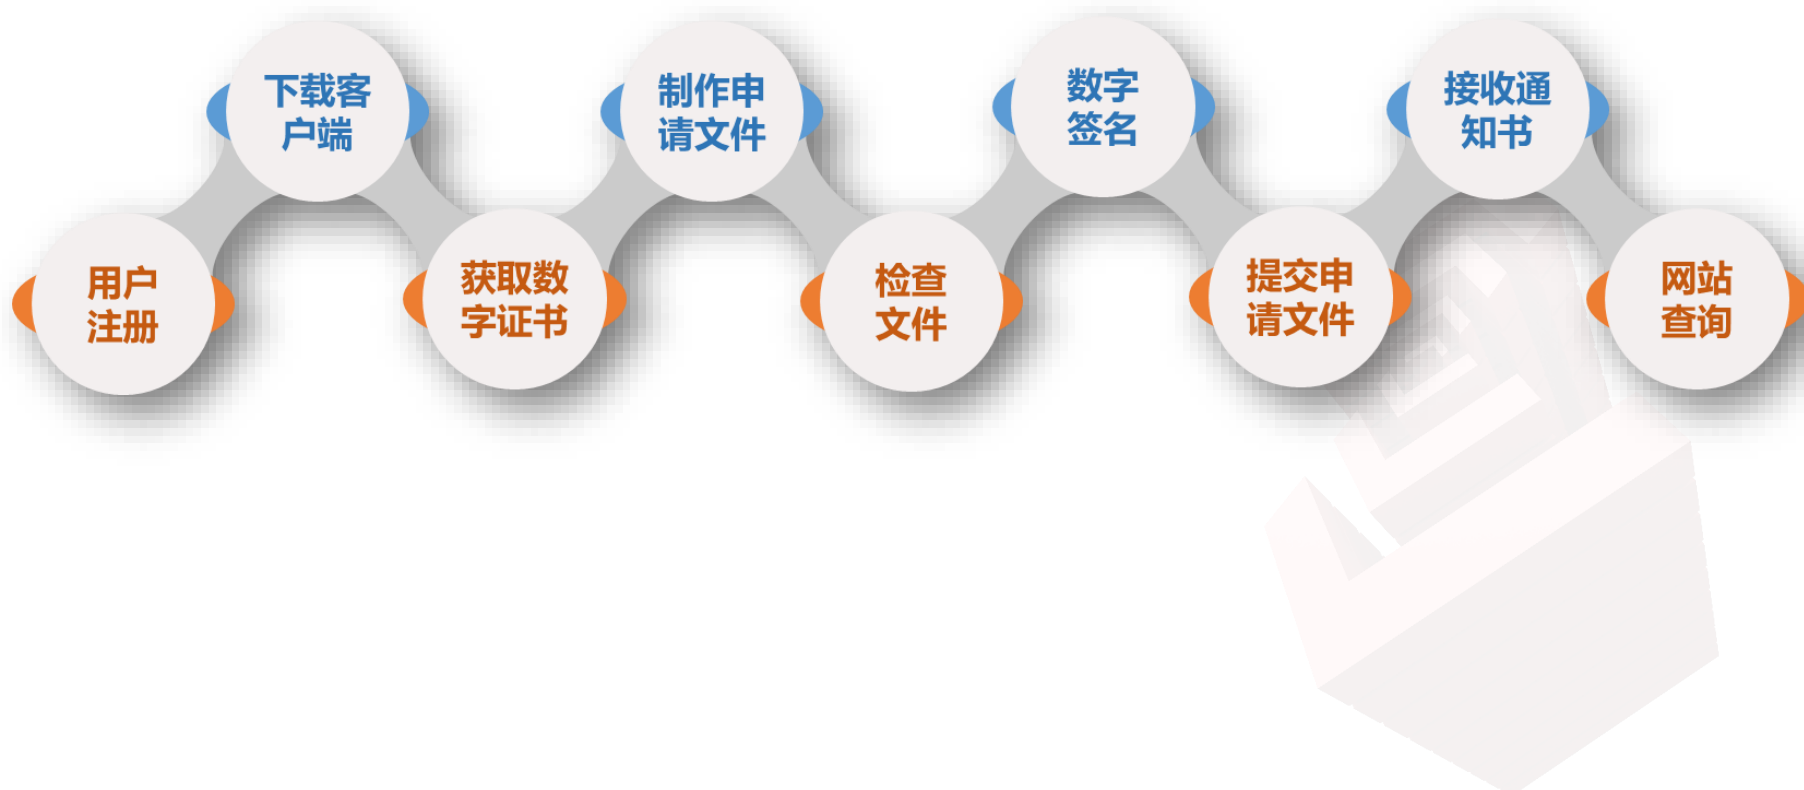 用户
注册
下载客
户端
获取数
字证书
制作申
请文件
检查
文件
数字
签名
提交申
请文件
接收通
知书
网站
查询